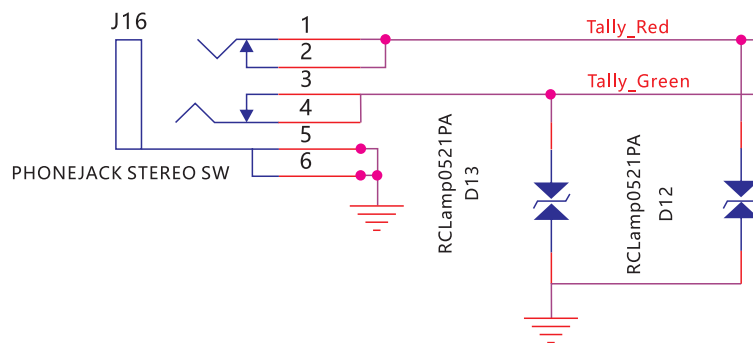 J16
1
2
3
4
5
6
PHONEJACK STEREO SW
Tally_Red
Tally_Green
RCLamp0521PA
D13
RCLamp0521PA
D12